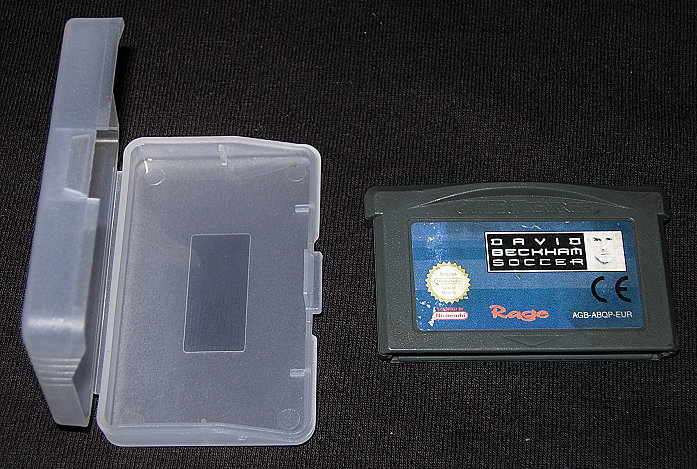 DAVID
BECKHAM
SOCCER
CE
Nintendo
Rage
AGB-ABQP-EUR